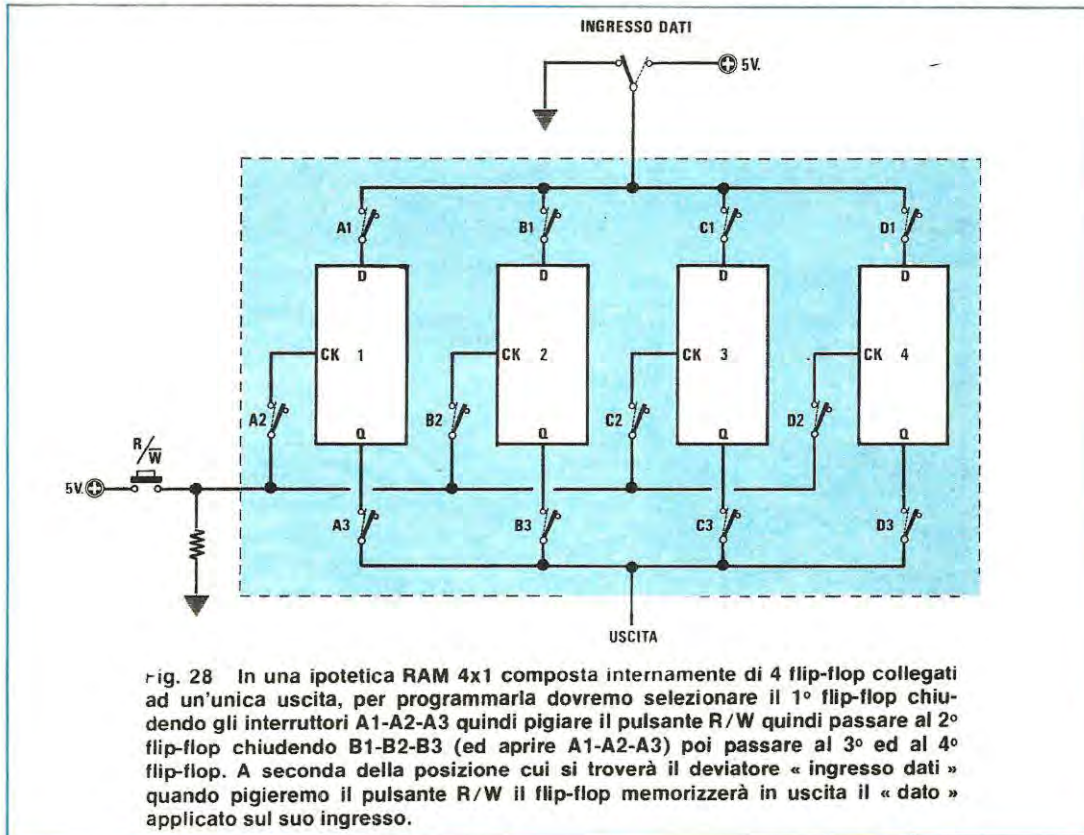 INGRESSO DATI
5V.
A1 B1 C1 D1
D D D D
CK 1 CK 2 CK 3 CK 4
A2 B2 C2 D2
Q Q Q Q
R/W̅
5V.
A3 B3 C3 D3
USCITA
Fig. 28 In una ipotetica RAM 4x1 composta internamente di 4 flip-flop collegati
ad un'unica uscita, per programmarla dovremo selezionare il 1º flip-flop chiu-
dendo gli interruttori A1-A2-A3 quindi pigiare il pulsante R/W quindi passare al 2º
flip-flop chiudendo B1-B2-B3 (ed aprire A1-A2-A3) poi passare al 3º ed al 4º
flip-flop. A seconda della posizione cui si troverà il deviatore « ingresso dati »
quando pigieremo il pulsante R/W il flip-flop memorizzerà in uscita il « dato »
applicato sul suo ingresso.